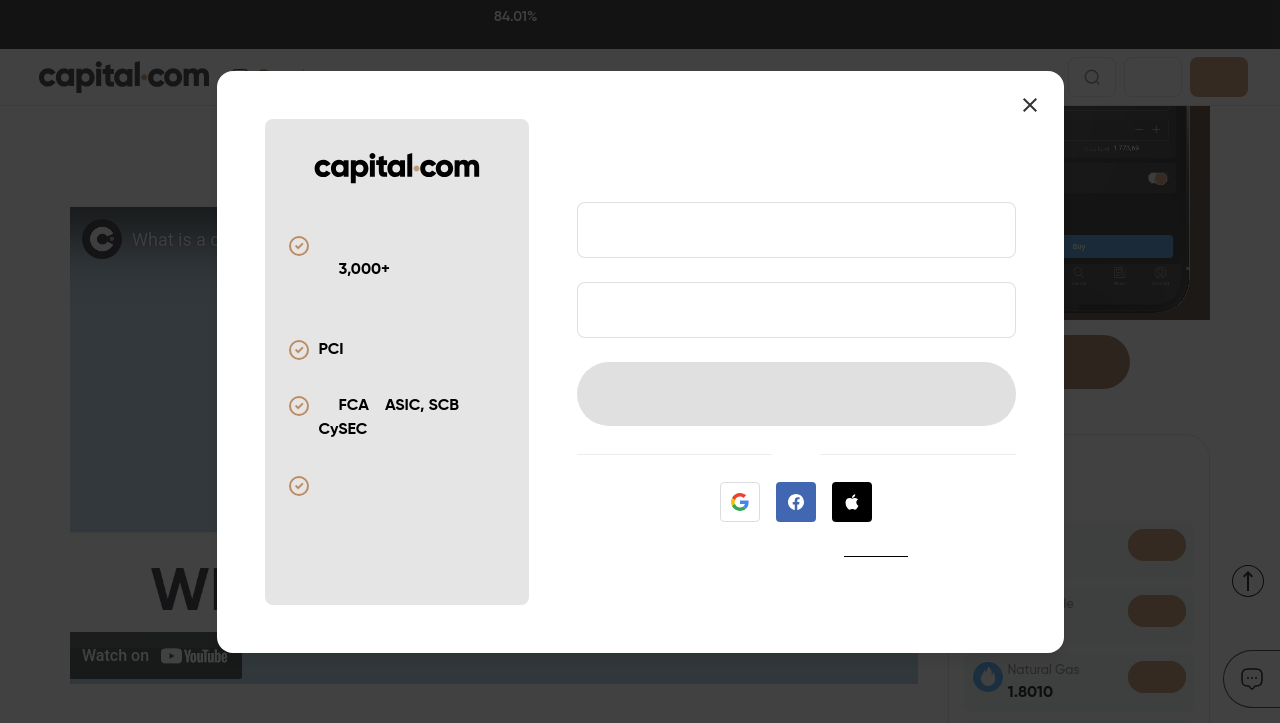 84.01%
capital.com
capital.com
3,000+
PCI
FCA ASIC, SCB
CySEC
What is a c
Watch on YouTube
Buy
Natural Gas
1.8010